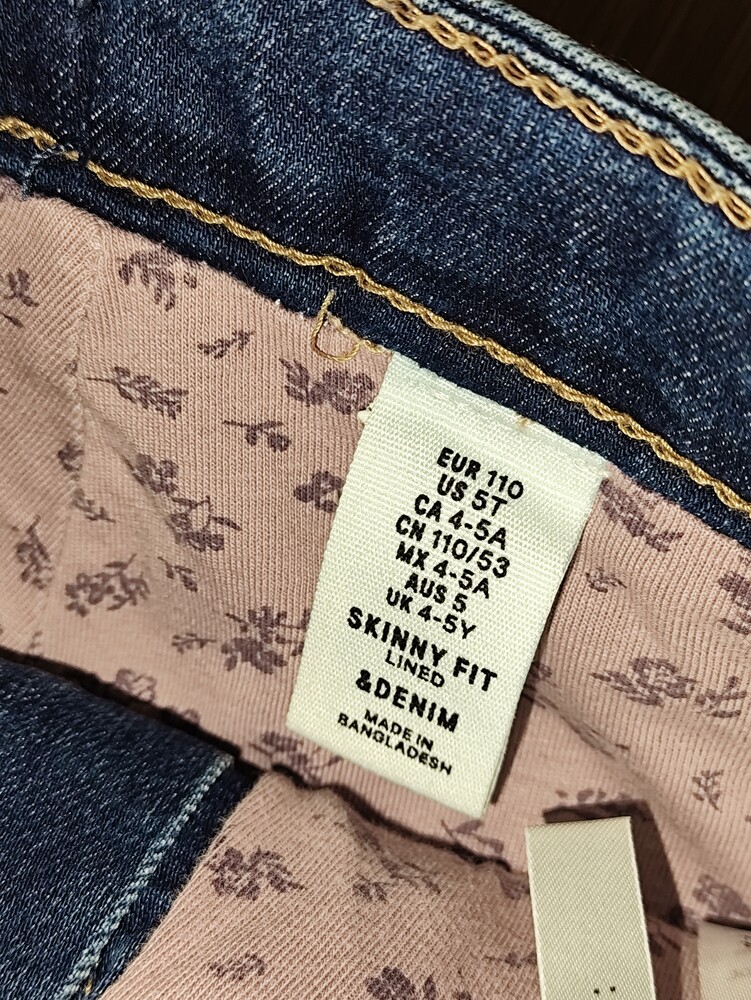 EUR 110
US 5T
CA 4-5A
CN 110/53
MX 4-5A
AUS 5
UK 4-5Y
SKINNY FIT
LINED
&DENIM
MADE IN
BANGLADESH